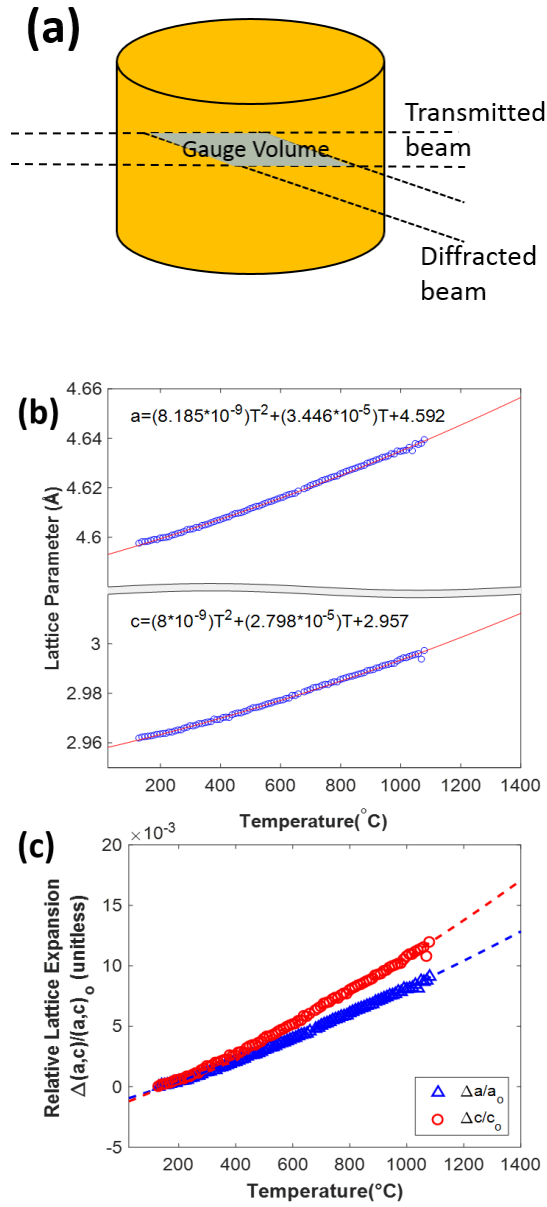 (a)
Transmitted
beam
Gauge Volume
Diffracted
beam
(b)
4.66
4.64
4.62
4.6
3
2.98
2.96
a=(8.185*10⁻⁹)T²+(3.446*10⁻⁵)T+4.592
c=(8*10⁻⁹)T²+(2.798*10⁻⁵)T+2.957
Lattice Parameter (Å)
200 400 600 800 1000 1200 1400
Temperature(°C)
(c)
×10⁻³
20
15
10
5
0
-5
Relative Lattice Expansion
Δ(a,c)/(a,c)ₒ (unitless)
Δa/aₒ
Δc/cₒ
200 400 600 800 1000 1200 1400
Temperature(°C)